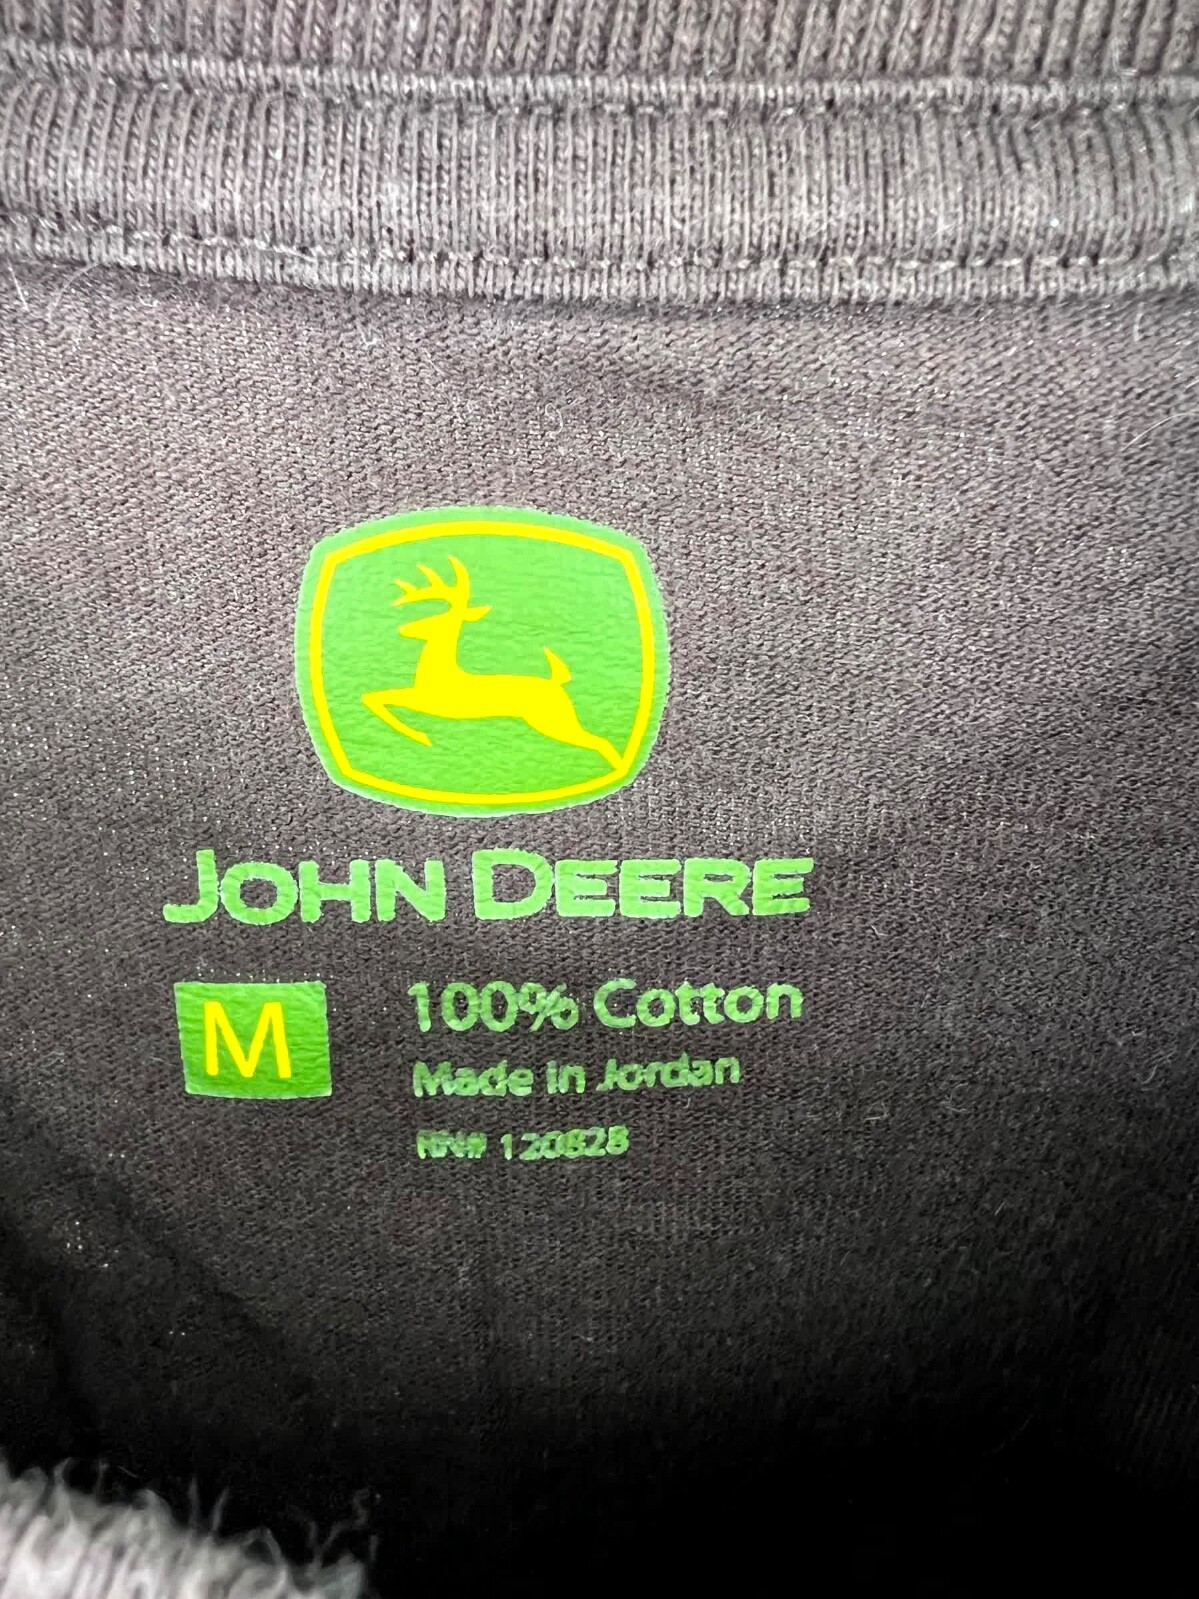 JOHN DEERE
M
100% Cotton
Made in Jordan
RN# 120828